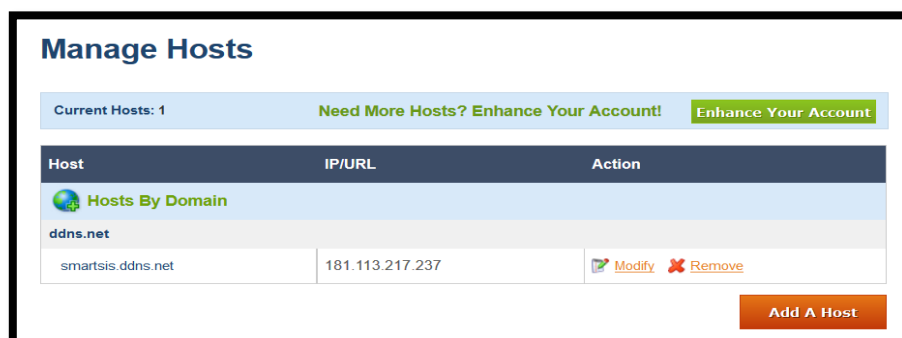 Manage Hosts
Current Hosts: 1 Need More Hosts? Enhance Your Account! Enhance Your Account
Host IP/URL Action
Hosts By Domain
ddns.net
smartsis.ddns.net 181.113.217.237 Modify Remove
Add A Host